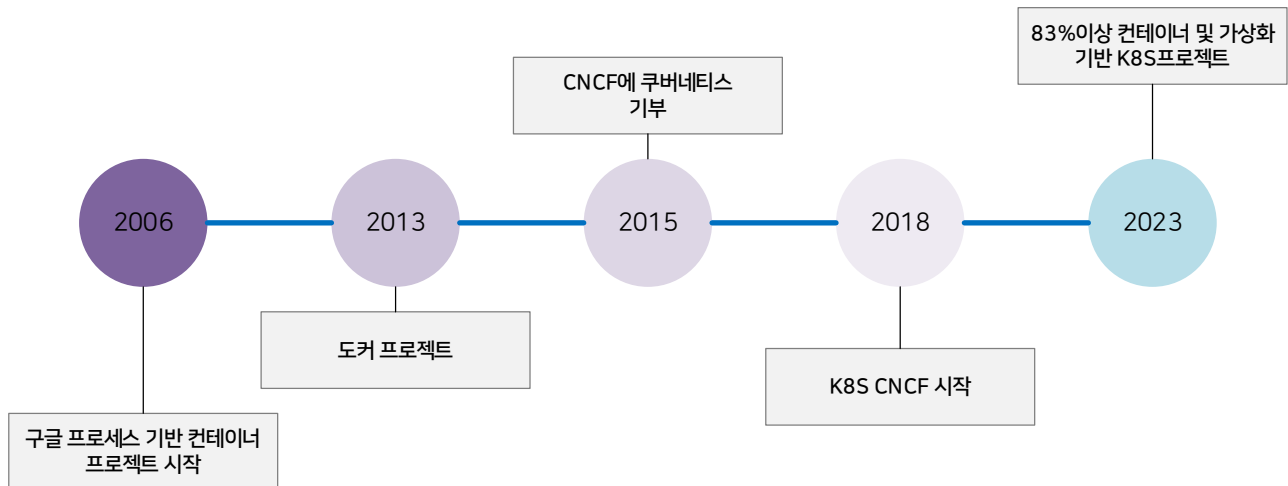 83%이상 컨테이너 및 가상화
기반 K8S프로젝트
CNCF에 쿠버네티스
기부
2006
2013
2015
2018
2023
도커 프로젝트
K8S CNCF 시작
구글 프로세스 기반 컨테이너
프로젝트 시작